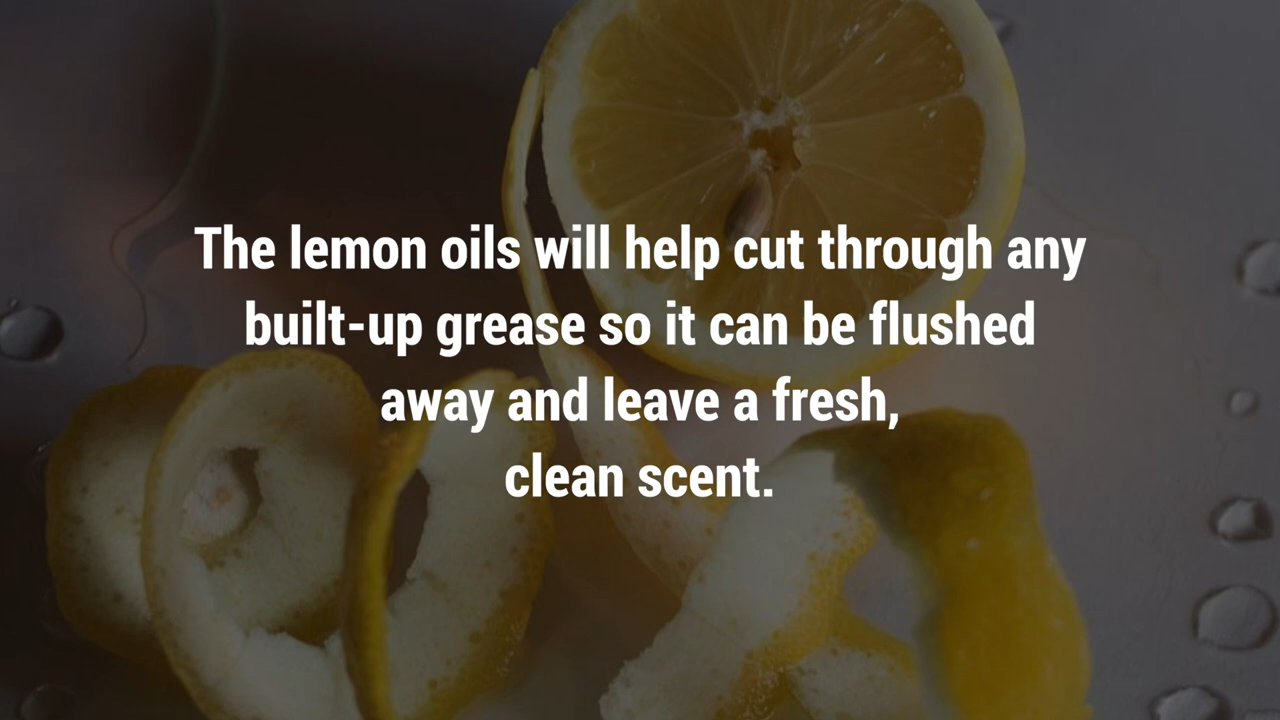 The lemon oils will help cut through any
built-up grease so it can be flushed
away and leave a fresh,
clean scent.